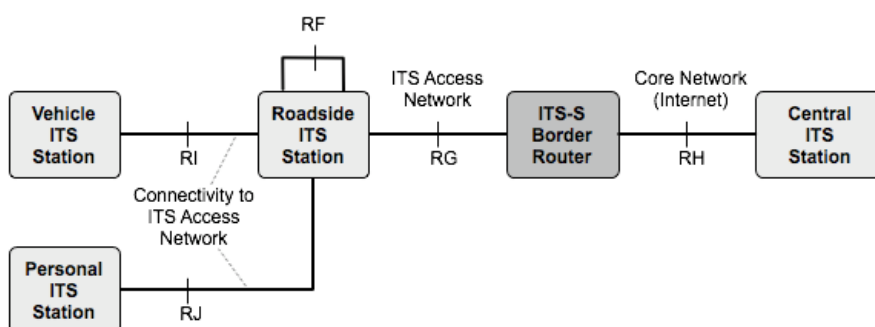 RF
ITS Access
Network
Core Network
(Internet)
Vehicle
ITS
Station
Roadside
ITS
Station
ITS-S
Border
Router
Central
ITS
Station
RI
RG
RH
Connectivity to
ITS Access
Network
Personal
ITS
Station
RJ